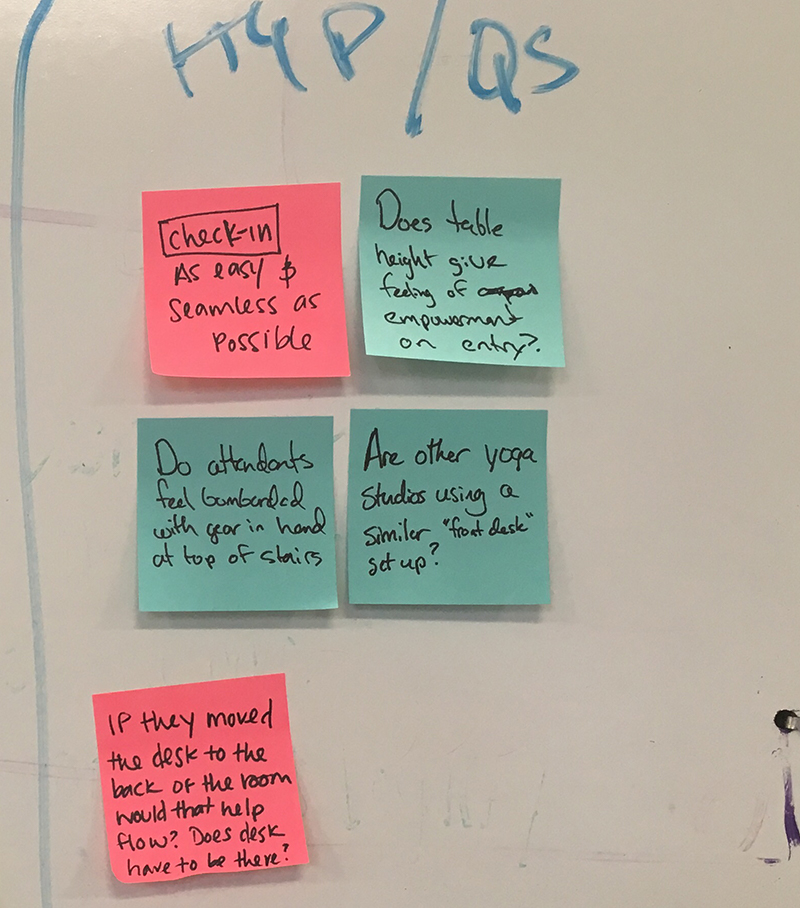 HYP/QS
check-in
As easy &
seamless as
possible
Does table
height give
feeling of
empowerment
on entry?.
Do attendants
feel bombarded
with gear in hand
at top of stairs
Are other yoga
studios using a
similar "front desk"
set up?
IF they moved
the desk to the
back of the room
would that help
flow? Does desk
have to be there?